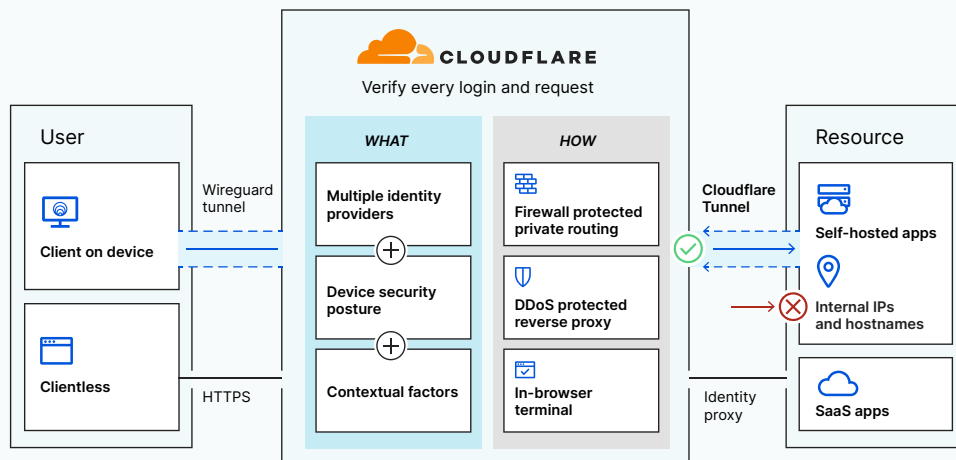 CLOUDFLARE
Verify every login and request
User
Client on device
Clientless
Wireguard
tunnel
HTTPS
WHAT
Multiple identity
providers
Device security
posture
Contextual factors
HOW
Firewall protected
private routing
DDoS protected
reverse proxy
In-browser
terminal
Cloudflare
Tunnel
Identity
proxy
Resource
Self-hosted apps
Internal IPs
and hostnames
SaaS apps